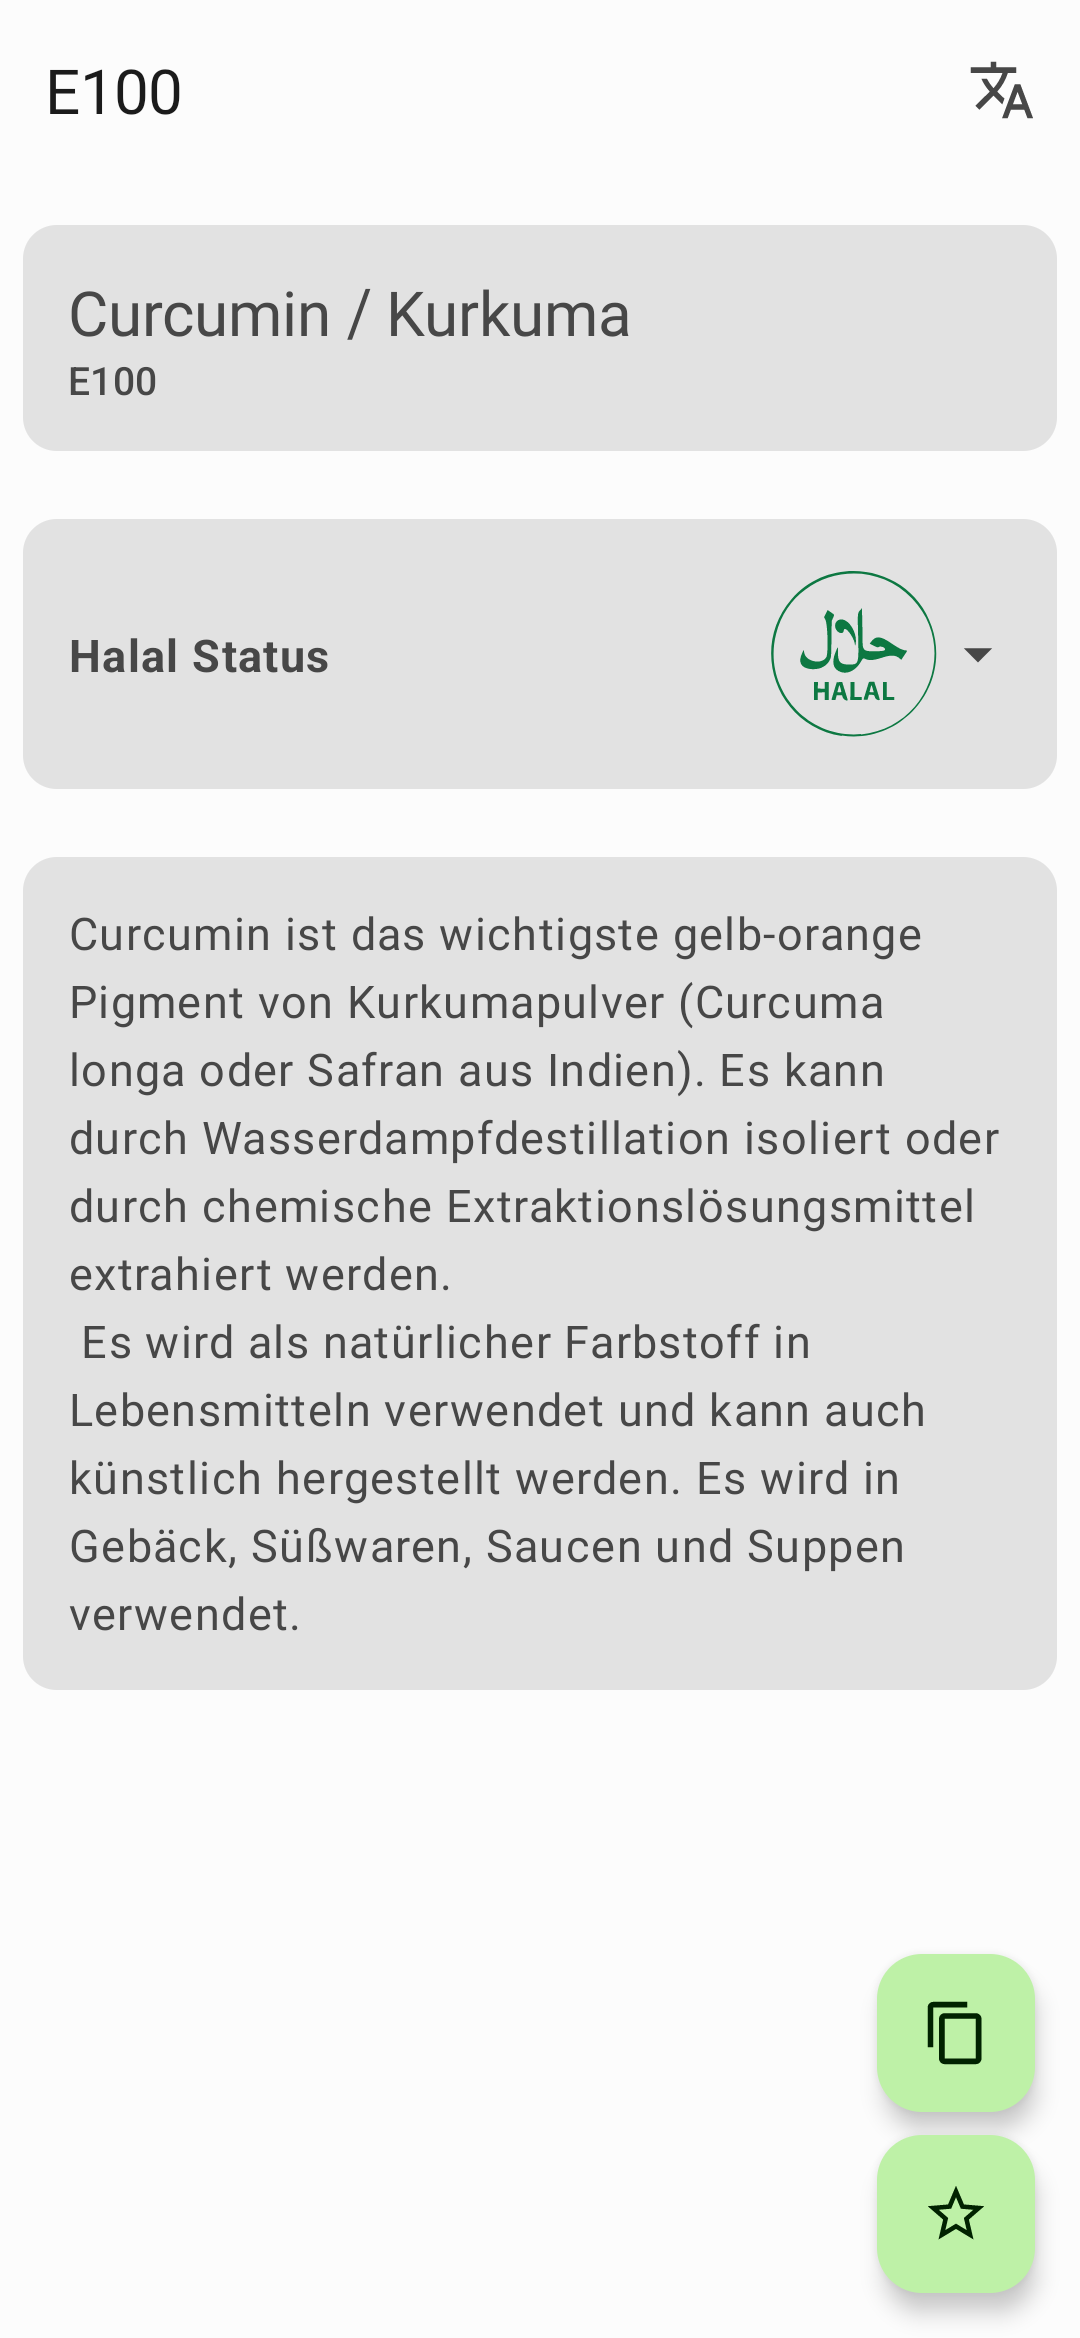 E100
Curcumin / Kurkuma
E100
Halal Status
حلال
HALAL
Curcumin ist das wichtigste gelb-orange
Pigment von Kurkumapulver (Curcuma
longa oder Safran aus Indien). Es kann
durch Wasserdampfdestillation isoliert oder
durch chemische Extraktionslösungsmittel
extrahiert werden.
Es wird als natürlicher Farbstoff in
Lebensmitteln verwendet und kann auch
künstlich hergestellt werden. Es wird in
Gebäck, Süßwaren, Saucen und Suppen
verwendet.